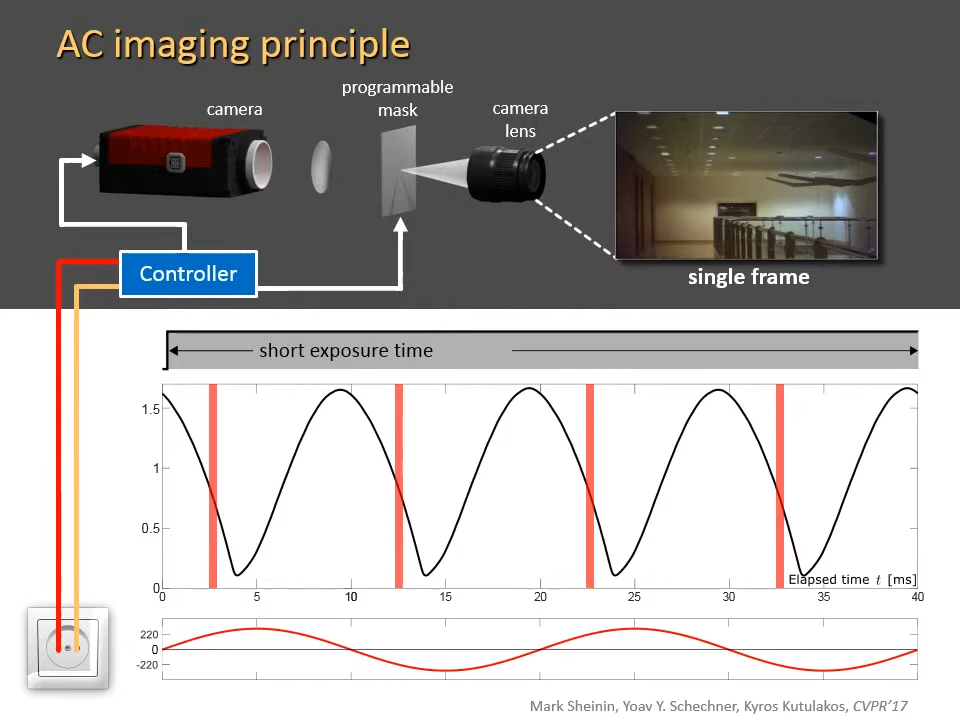 AC imaging principle
programmable
mask
camera
camera
lens
Controller
single frame
short exposure time
1.5
1
0.5
0
Elapsed time t [ms]
0 5 10 15 20 25 30 35 40
220
0
-220
Mark Sheinin, Yoav Y. Schechner, Kyros Kutulakos, CVPR’17